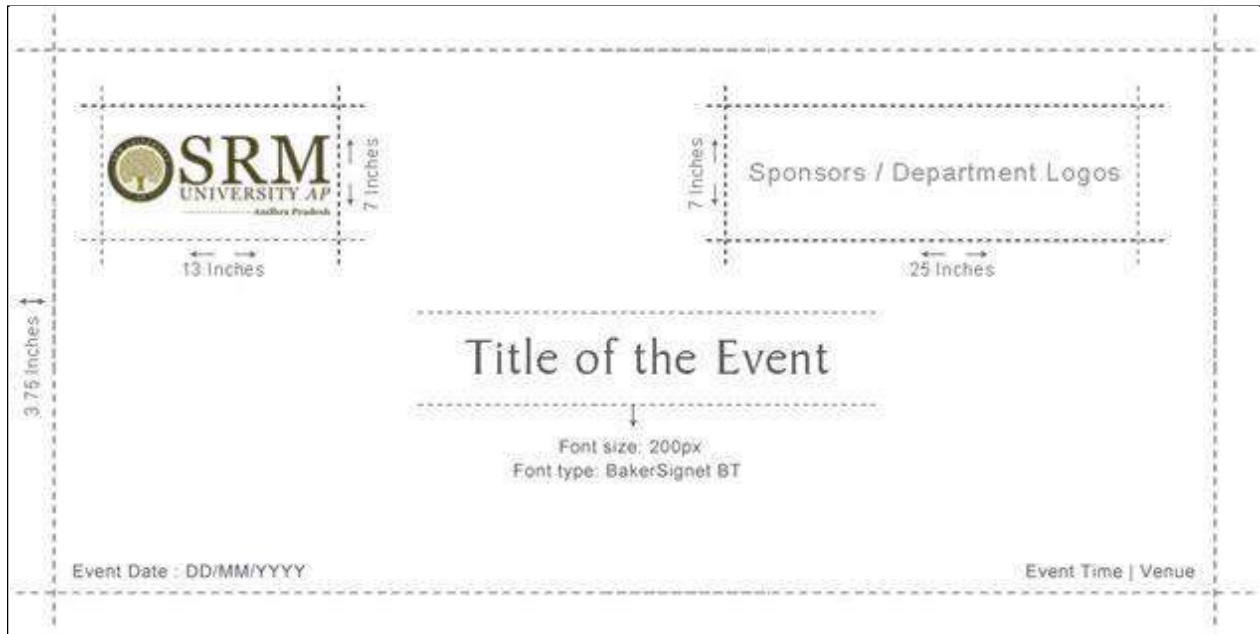 SRM
UNIVERSITY AP
Andhra Pradesh
7 Inches
13 Inches
7 Inches
Sponsors / Department Logos
25 Inches
3.75 Inches
Title of the Event
Font size: 200px
Font type: BakerSignet BT
Event Date : DD/MM/YYYY
Event Time | Venue